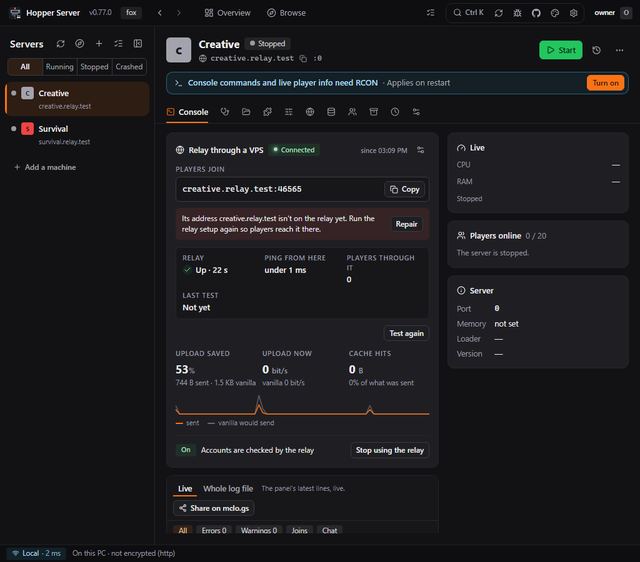 Hopper Server v0.77.0 fox Overview Browse Ctrl K owner O
Servers
All Running Stopped Crashed
C Creative
creative.relay.test
S Survival
survival.relay.test
+ Add a machine
C Creative Stopped
creative.relay.test :0
Start
Console commands and live player info need RCON · Applies on restart
Turn on
Console
Relay through a VPS Connected since 03:09 PM
PLAYERS JOIN
creative.relay.test:46565 Copy
Its address creative.relay.test isn't on the relay yet. Run the
relay setup again so players reach it there.
Repair
RELAY
Up · 22 s
PING FROM HERE
under 1 ms
PLAYERS THROUGH
IT
0
LAST TEST
Not yet
Test again
UPLOAD SAVED
53%
744 B sent · 1.5 KB vanilla
UPLOAD NOW
0 bit/s
vanilla 0 bit/s
CACHE HITS
0 B
0% of what was sent
sent vanilla would send
On Accounts are checked by the relay Stop using the relay
Live Whole log file The panel's latest lines, live.
Share on mclo.gs
All Errors 0 Warnings 0 Joins Chat
Live
CPU —
RAM —
Stopped
Players online 0 / 20
The server is stopped.
Server
Port 0
Memory not set
Loader —
Version —
Local · 2 ms On this PC · not encrypted (http)